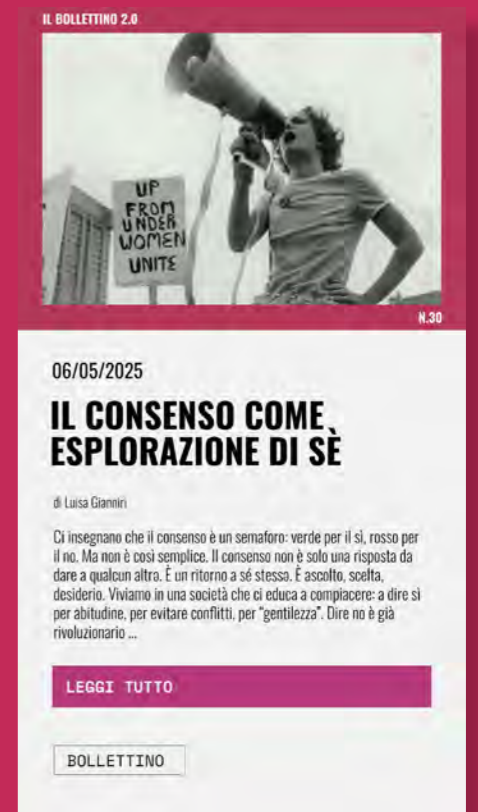 IL BOLLETTINO 2.0
UP
FROM
UNDER
WOMEN
UNITE
N.30
06/05/2025
IL CONSENSO COME
ESPLORAZIONE DI SÈ
di Luisa Giannini
Ci insegnano che il consenso è un semaforo: verde per il sì, rosso per
il no. Ma non è così semplice. Il consenso non è solo una risposta da
dare a qualcun altrə. È un ritorno a sé stessə. È ascolto, scelta,
desiderio. Viviamo in una società che ci educa a compiacere: a dire sì
per abitudine, per evitare conflitti, per “gentilezza”. Dire no è già
rivoluzionario ...
LEGGI TUTTO
BOLLETTINO